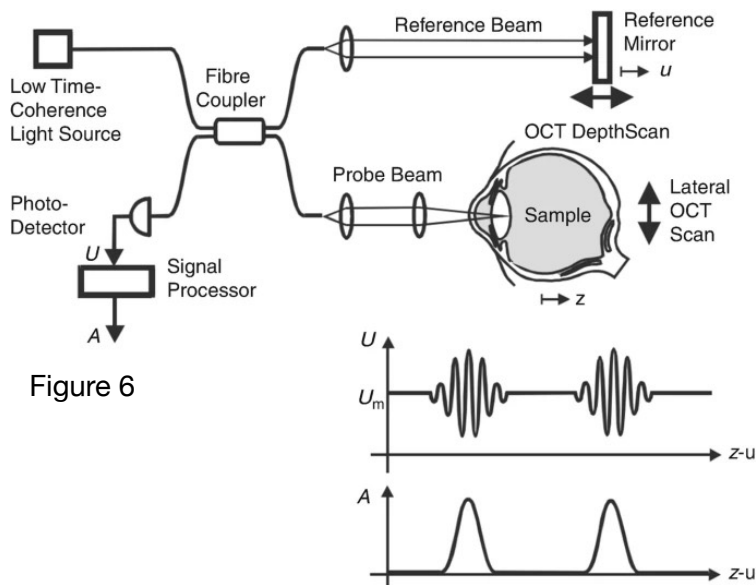 Low Time-
Coherence
Light Source
Fibre
Coupler
Reference Beam
Reference
Mirror
u
OCT DepthScan
Probe Beam
Sample
Lateral
OCT
Scan
z
Photo-
Detector
U
Signal
Processor
A
Figure 6
U
Um
z-u
A
z-u